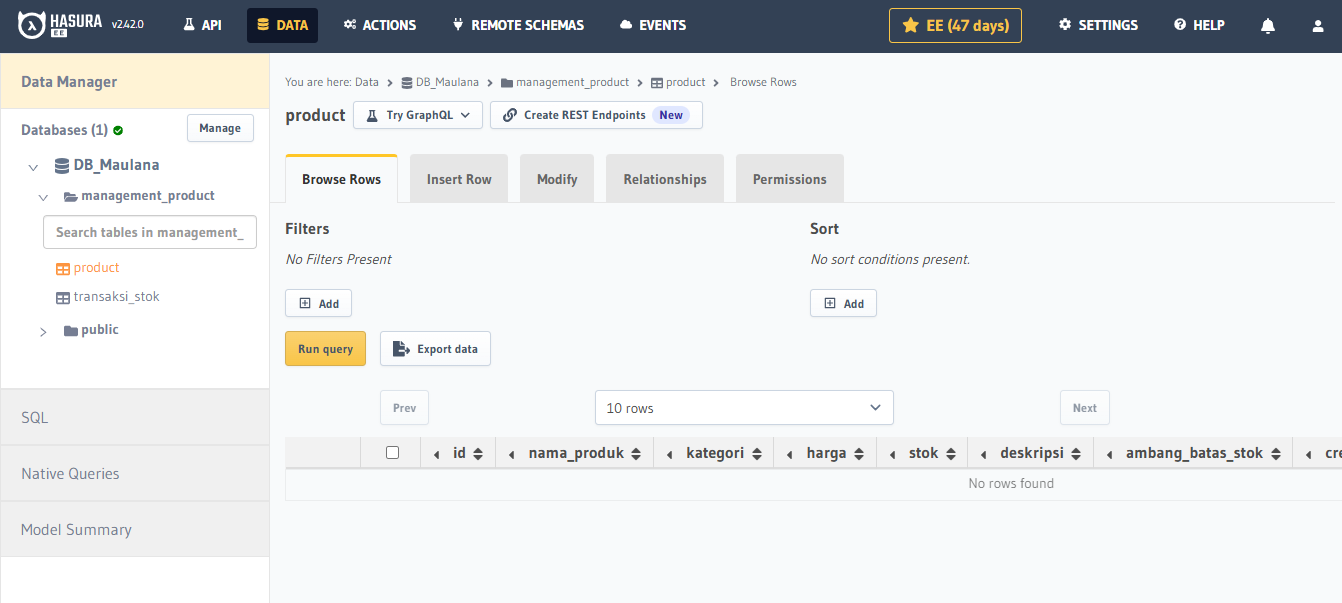 HASURA EE v2.42.0 API DATA ACTIONS REMOTE SCHEMAS EVENTS EE (47 days) SETTINGS HELP
Data Manager
Databases (1) Manage
DB_Maulana
management_product
Search tables in management_
product
transaksi_stok
public
SQL
Native Queries
Model Summary
You are here: Data > DB_Maulana > management_product > product > Browse Rows
product Try GraphQL Create REST Endpoints New
Browse Rows Insert Row Modify Relationships Permissions
Filters Sort
No Filters Present No sort conditions present.
Add Add
Run query Export data
Prev 10 rows Next
id nama_produk kategori harga stok deskripsi ambang_batas_stok cre
No rows found